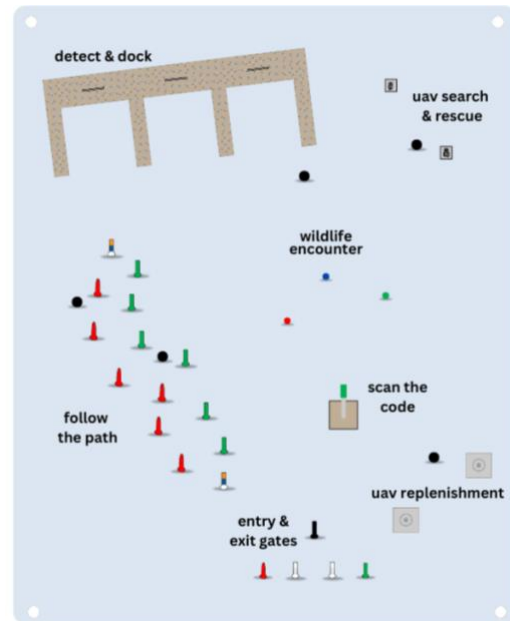 detect & dock
uav search
& rescue
wildlife
encounter
scan the
code
follow
the path
uav replenishment
entry &
exit gates